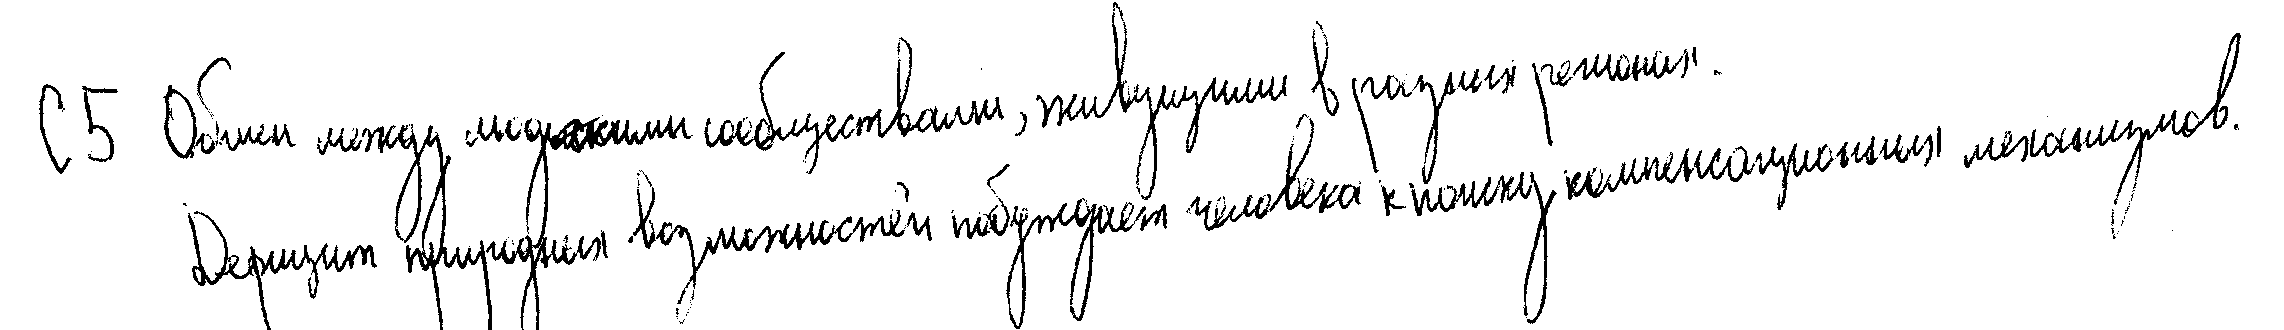 С5 Обмен между людскими сообществами, живущими в разных регионах.
Дефицит природных возможностей побуждает человека к поиску компенсационных механизмов.